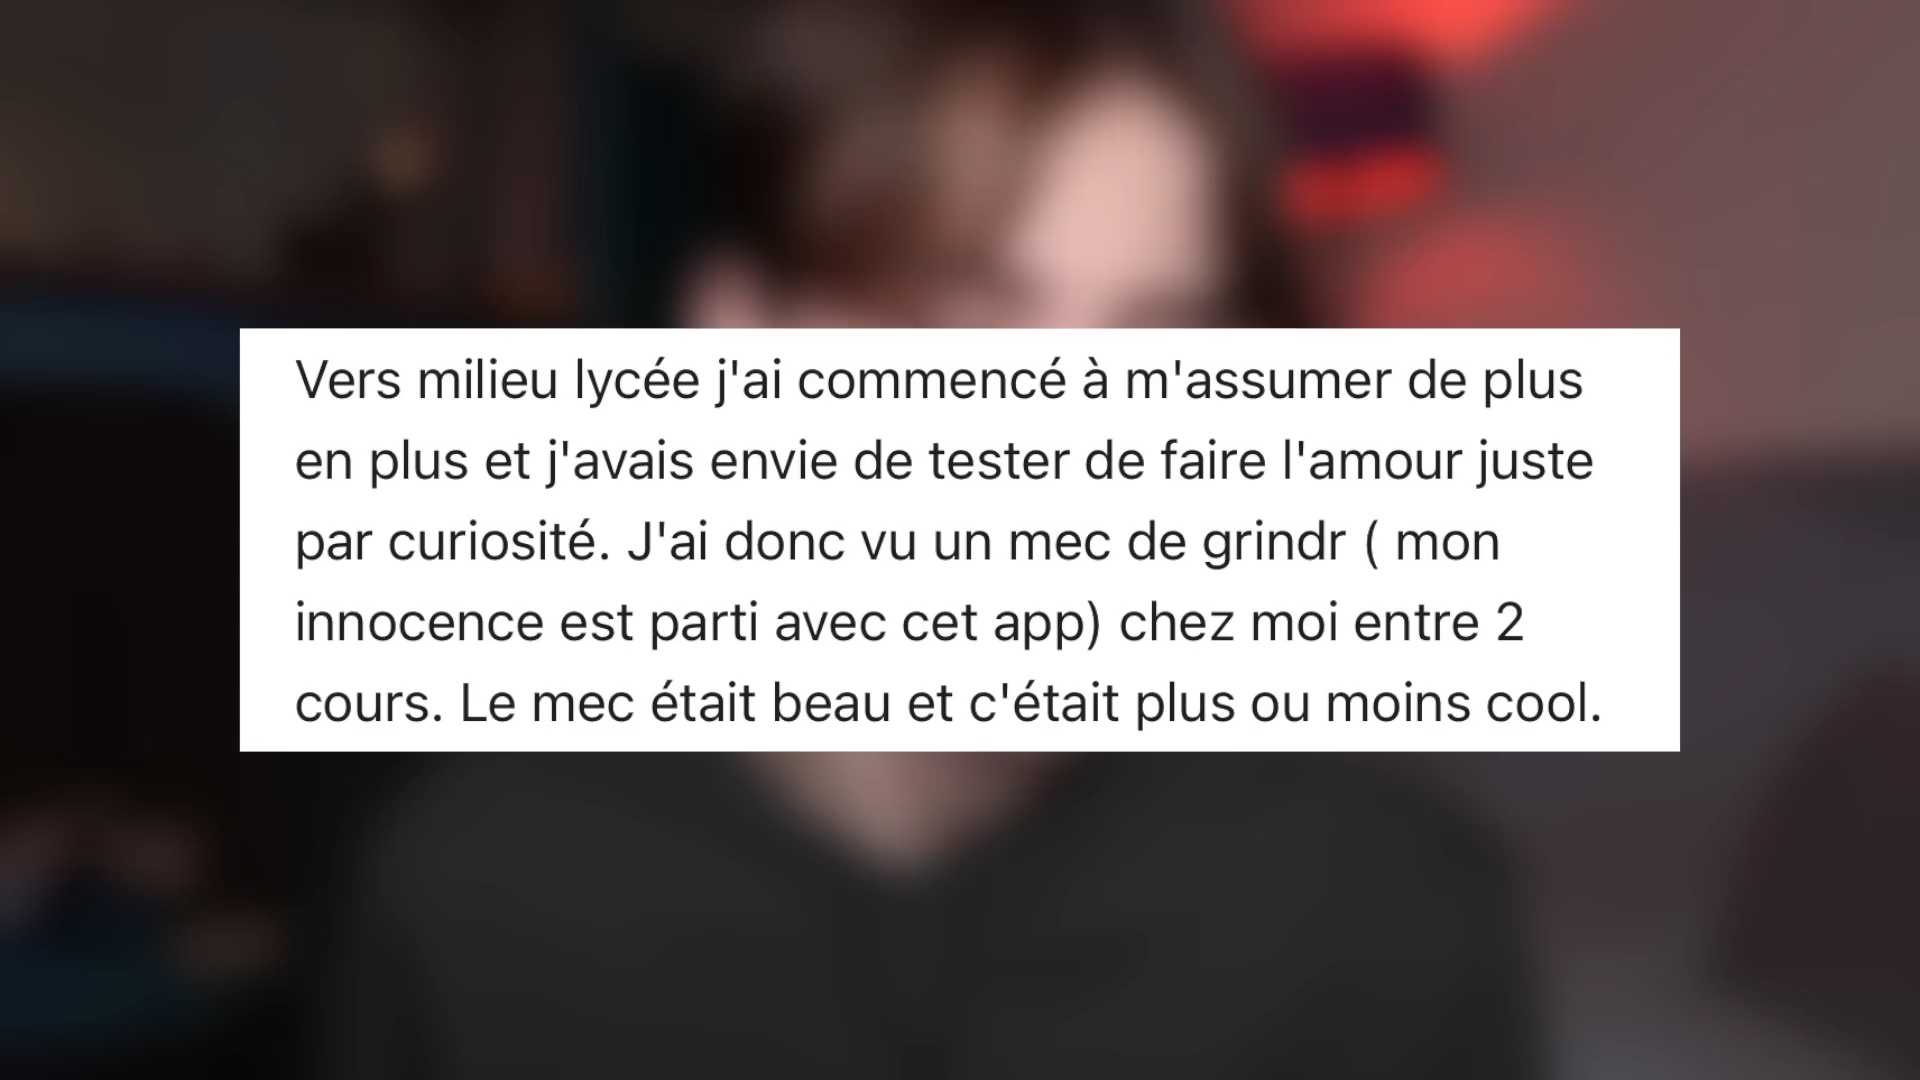 Vers milieu lycée j'ai commencé à m'assumer de plus
en plus et j'avais envie de tester de faire l'amour juste
par curiosité. J'ai donc vu un mec de grindr ( mon
innocence est parti avec cet app) chez moi entre 2
cours. Le mec était beau et c'était plus ou moins cool.